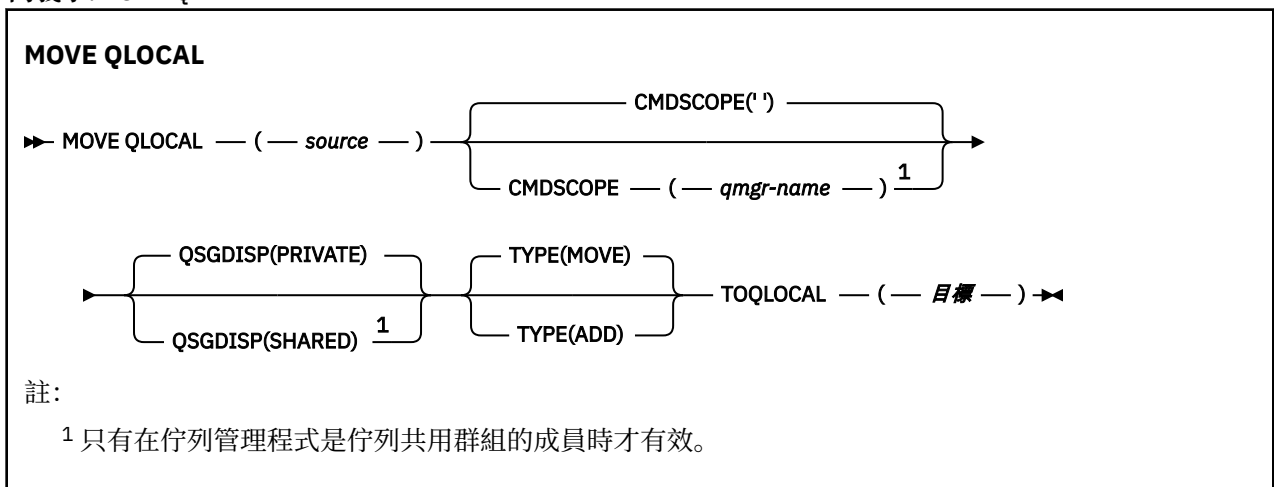 MOVE QLOCAL
CMDSCOPE(' ')
MOVE QLOCAL ( source )
CMDSCOPE ( qmgr-name ) 1
QSGDISP(PRIVATE) TYPE(MOVE)
TOQLOCAL ( 目標 )
QSGDISP(SHARED) 1 TYPE(ADD)
註:
1 只有在佇列管理程式是佇列共用群組的成員時才有效。